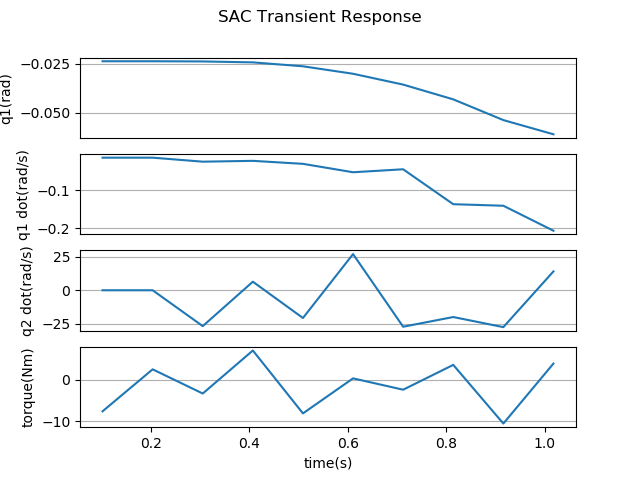 SAC Transient Response
q1(rad)
−0.025
−0.050
q1 dot(rad/s)
−0.1
−0.2
q2 dot(rad/s)
25
0
−25
torque(Nm)
0
−10
0.2 0.4 0.6 0.8 1.0
time(s)